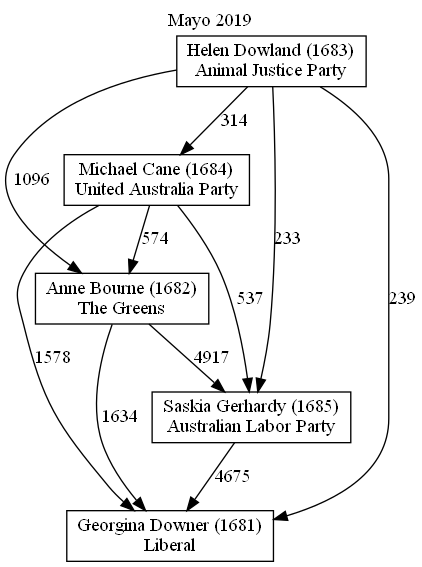 Mayo 2019
Helen Dowland (1683)
Animal Justice Party
314
Michael Cane (1684)
United Australia Party
1096
574
233
537
239
Anne Bourne (1682)
The Greens
1578
4917
1634
Saskia Gerhardy (1685)
Australian Labor Party
4675
Georgina Downer (1681)
Liberal